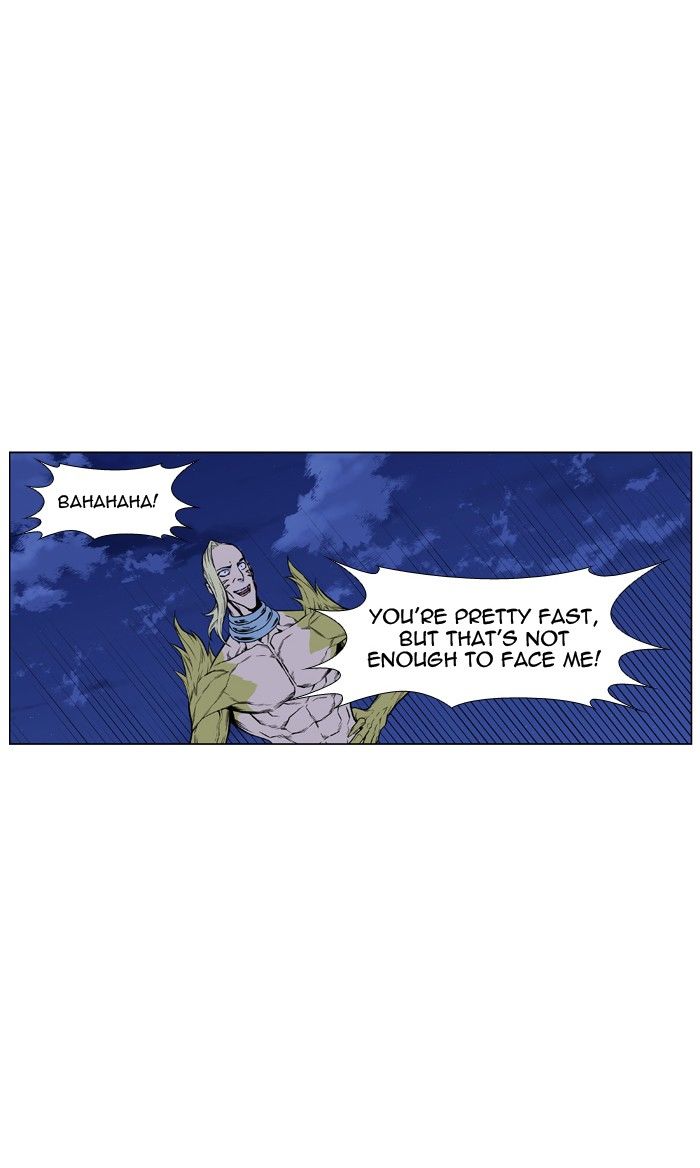 BAHAHAHA!
YOU'RE PRETTY FAST,
BUT THAT'S NOT
ENOUGH TO FACE ME!